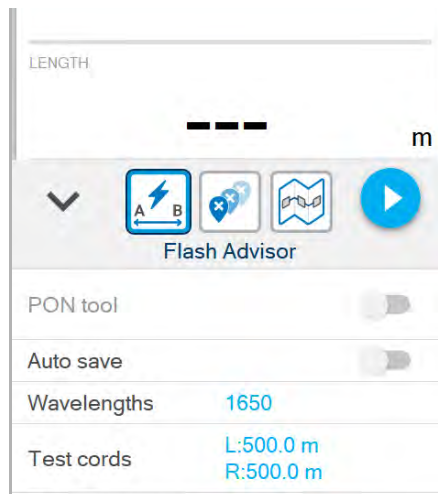 LENGTH
---
m
A B
Flash Advisor
PON tool
Auto save
Wavelengths 1650
Test cords L:500.0 m
R:500.0 m